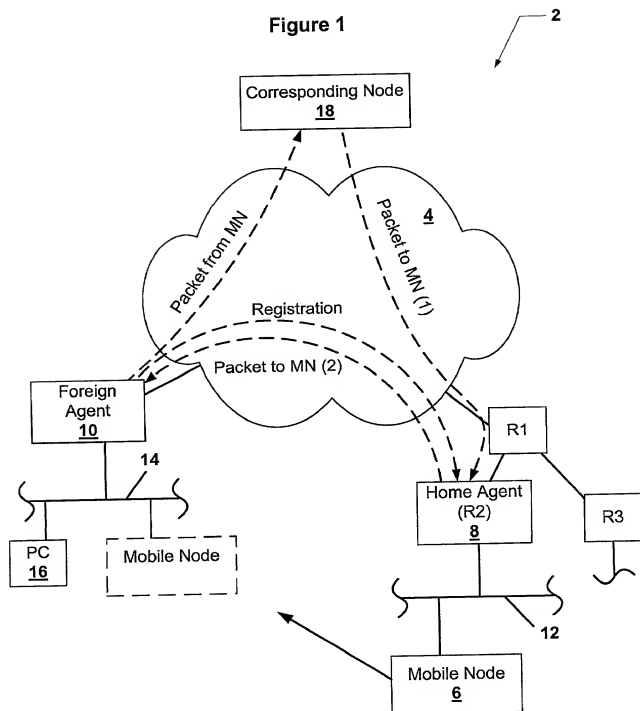 Figure 1
2
Corresponding Node
18
4
Packet from MN
Packet to MN (1)
Registration
Packet to MN (2)
Foreign
Agent
10
R1
14
Home Agent
(R2)
8
R3
PC
16
Mobile Node
12
Mobile Node
6